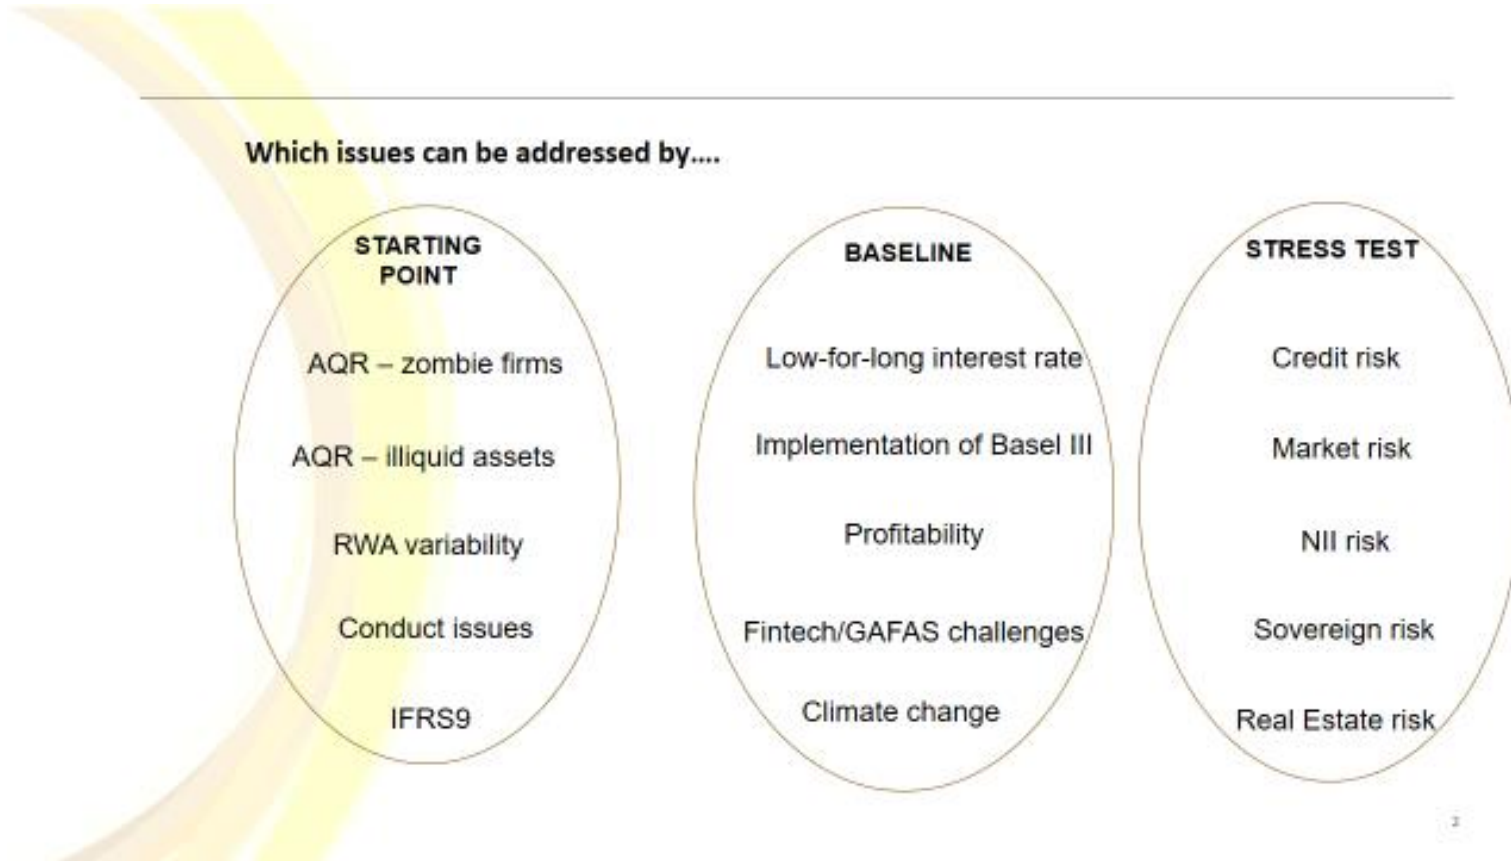 Which issues can be addressed by....
STARTING
POINT
AQR – zombie firms
AQR – illiquid assets
RWA variability
Conduct issues
IFRS9
BASELINE
Low-for-long interest rate
Implementation of Basel III
Profitability
Fintech/GAFAS challenges
Climate change
STRESS TEST
Credit risk
Market risk
NII risk
Sovereign risk
Real Estate risk
2